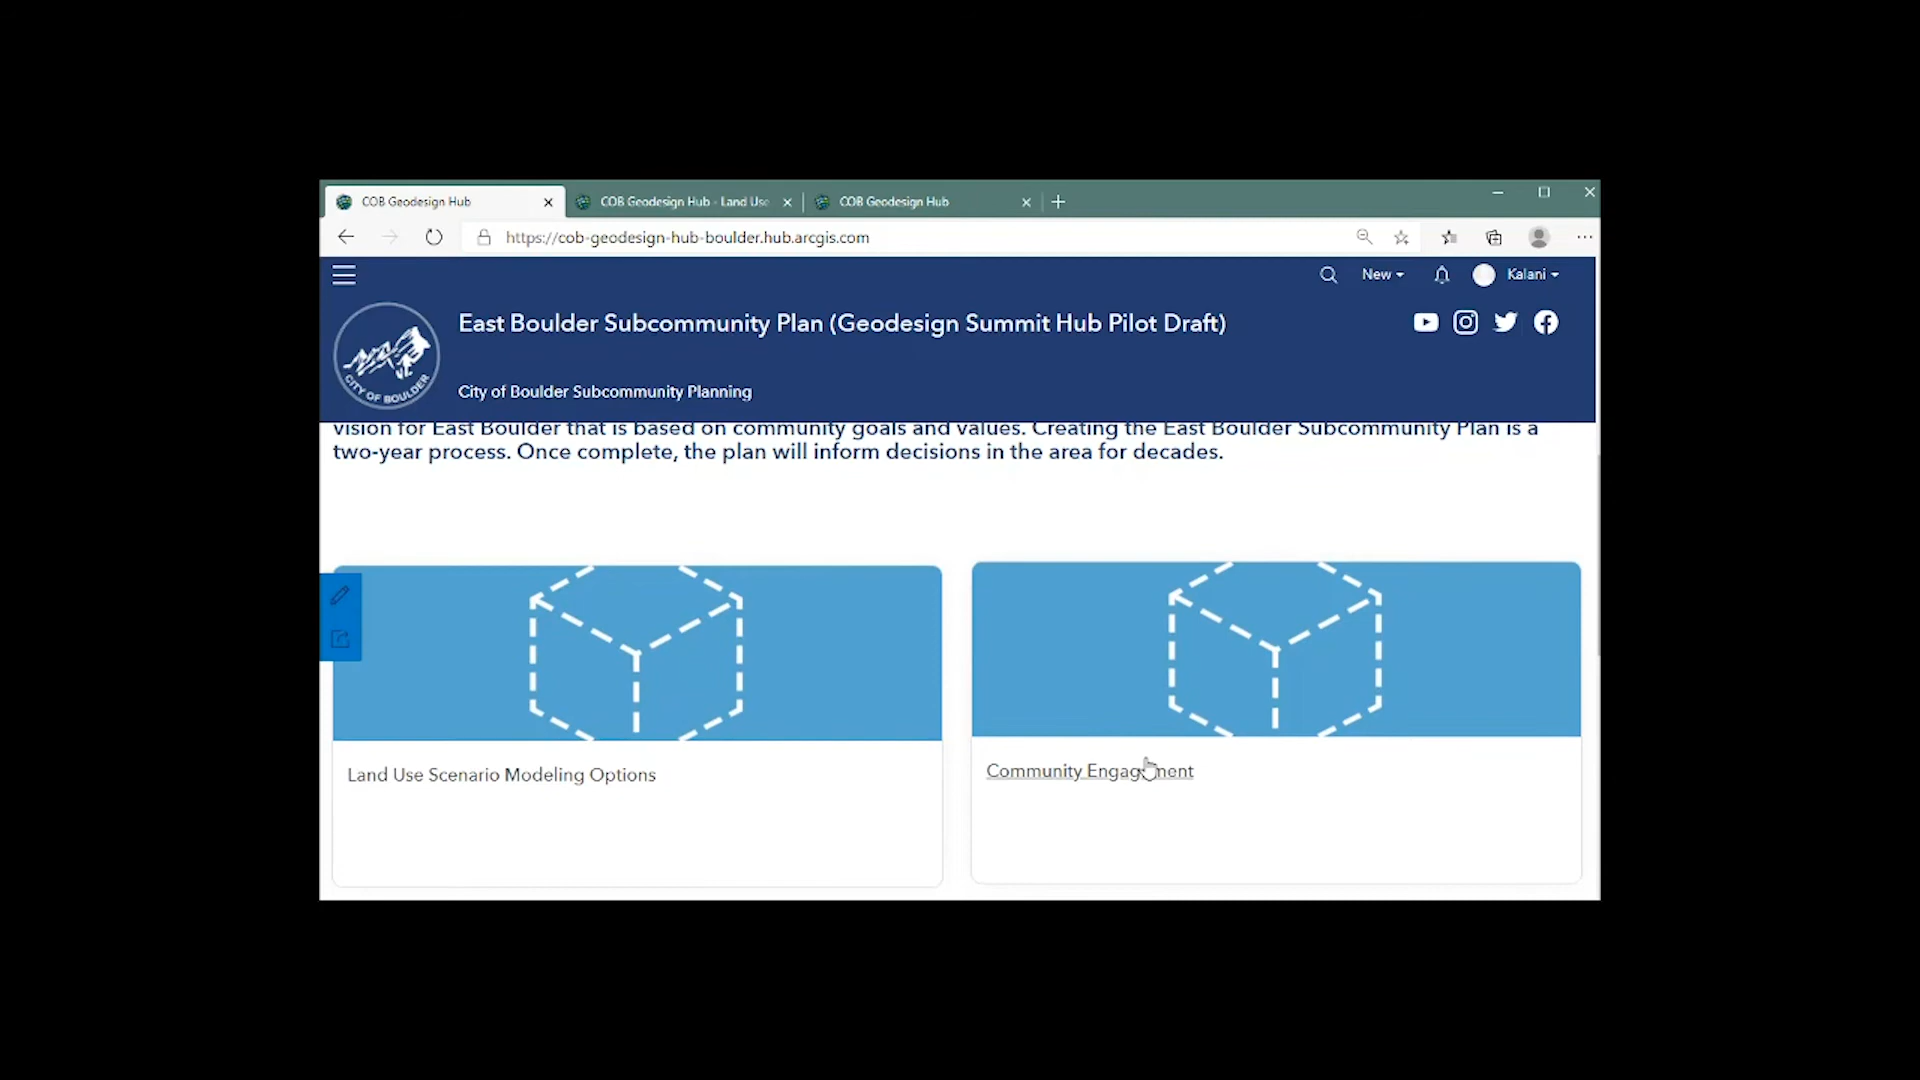 COB Geodesign Hub
COB Geodesign Hub - Land Use
COB Geodesign Hub
https://cob-geodesign-hub-boulder.hub.arcgis.com
New
Kalani
East Boulder Subcommunity Plan (Geodesign Summit Hub Pilot Draft)
CITY OF BOULDER
City of Boulder Subcommunity Planning
vision for East Boulder that is based on community goals and values. Creating the East Boulder Subcommunity Plan is a
two-year process. Once complete, the plan will inform decisions in the area for decades.
Land Use Scenario Modeling Options
Community Engagement